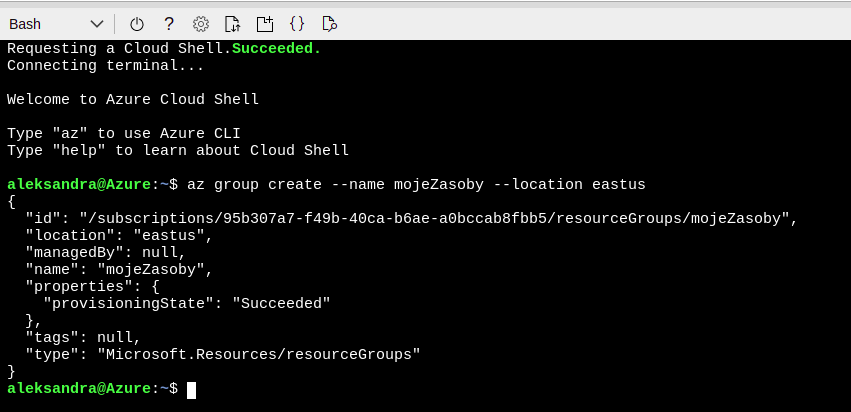 Bash
Requesting a Cloud Shell.Succeeded.
Connecting terminal...
Welcome to Azure Cloud Shell
Type "az" to use Azure CLI
Type "help" to learn about Cloud Shell
aleksandra@Azure:~$ az group create --name mojeZasoby --location eastus
{
  "id": "/subscriptions/95b307a7-f49b-40ca-b6ae-a0bccab8fbb5/resourceGroups/mojeZasoby",
  "location": "eastus",
  "managedBy": null,
  "name": "mojeZasoby",
  "properties": {
    "provisioningState": "Succeeded"
  },
  "tags": null,
  "type": "Microsoft.Resources/resourceGroups"
}
aleksandra@Azure:~$